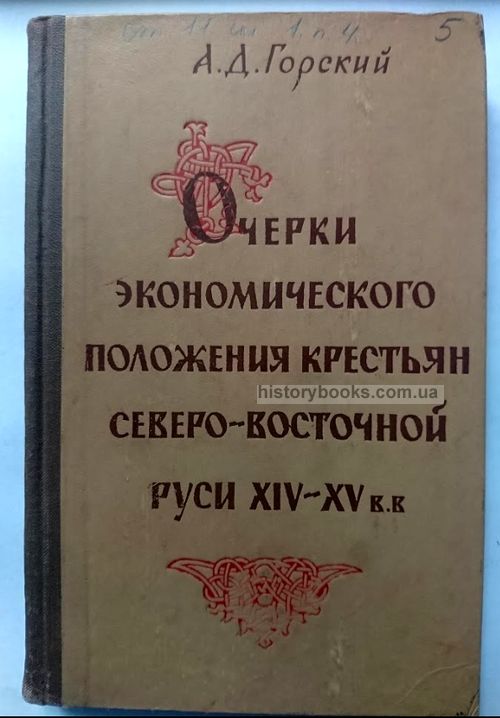 5
А.Д.Горский
Очерки
экономического
положения крестьян
historybooks.com.ua
северо-восточной
Руси XIV-XV в.в